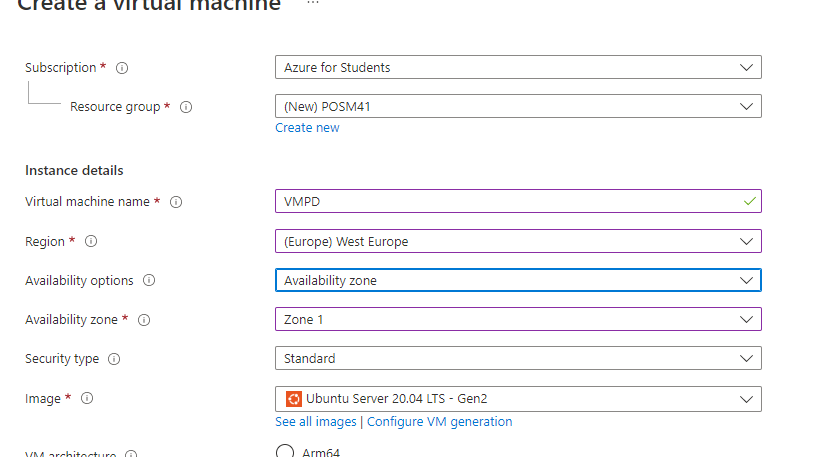 Create a virtual machine ...
Subscription *
Azure for Students
Resource group *
(New) POSM41
Create new
Instance details
Virtual machine name *
VMPD
Region *
(Europe) West Europe
Availability options
Availability zone
Availability zone *
Zone 1
Security type
Standard
Image *
Ubuntu Server 20.04 LTS - Gen2
See all images | Configure VM generation
VM architecture
Arm64